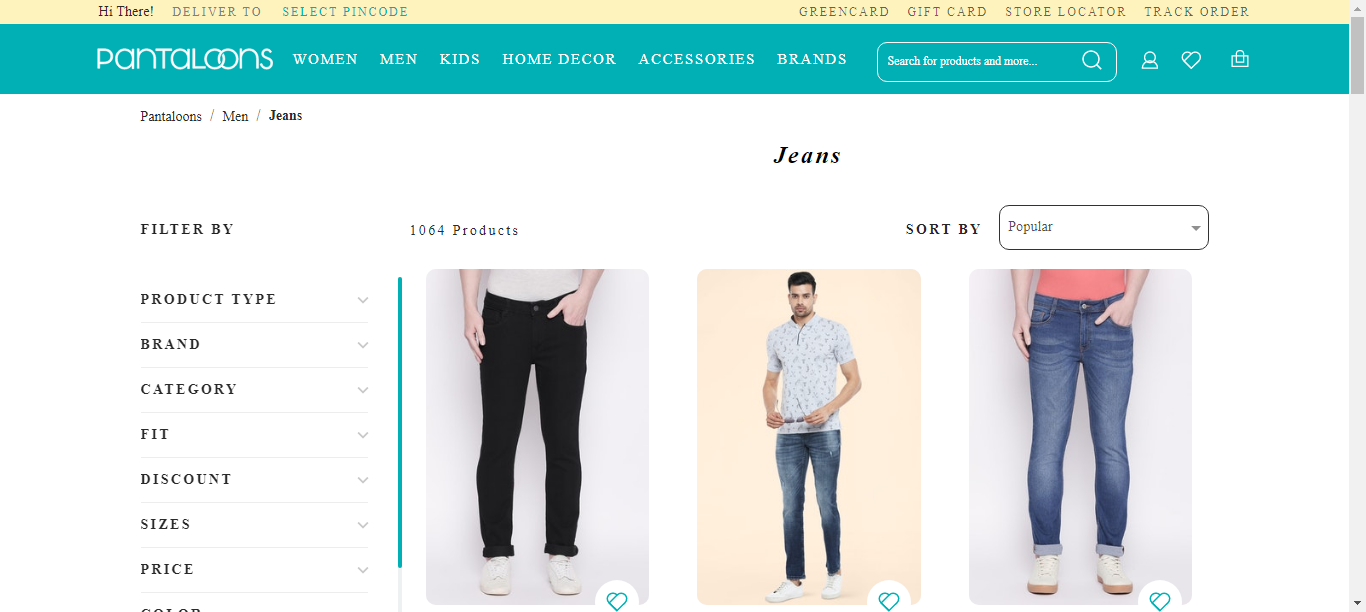 Hi There! DELIVER TO SELECT PINCODE GREENCARD GIFT CARD STORE LOCATOR TRACK ORDER
PANTALOONS WOMEN MEN KIDS HOME DECOR ACCESSORIES BRANDS Search for products and more...
Pantaloons / Men / Jeans
Jeans
FILTER BY 1064 Products SORT BY Popular
PRODUCT TYPE
BRAND
CATEGORY
FIT
DISCOUNT
SIZES
PRICE
COLOR